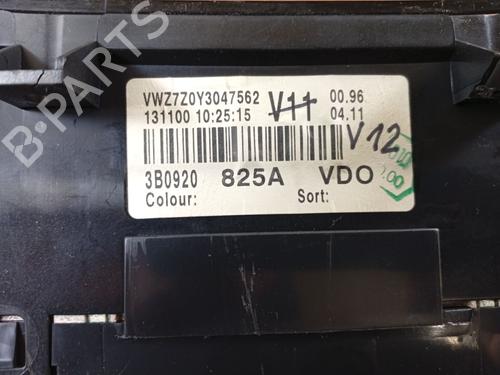 B-PARTS
VWZ7Z0Y3047562 V11 00.96
131100 10:25:15 04.11
V12
3B0920 825A VDO
Colour: Sort: